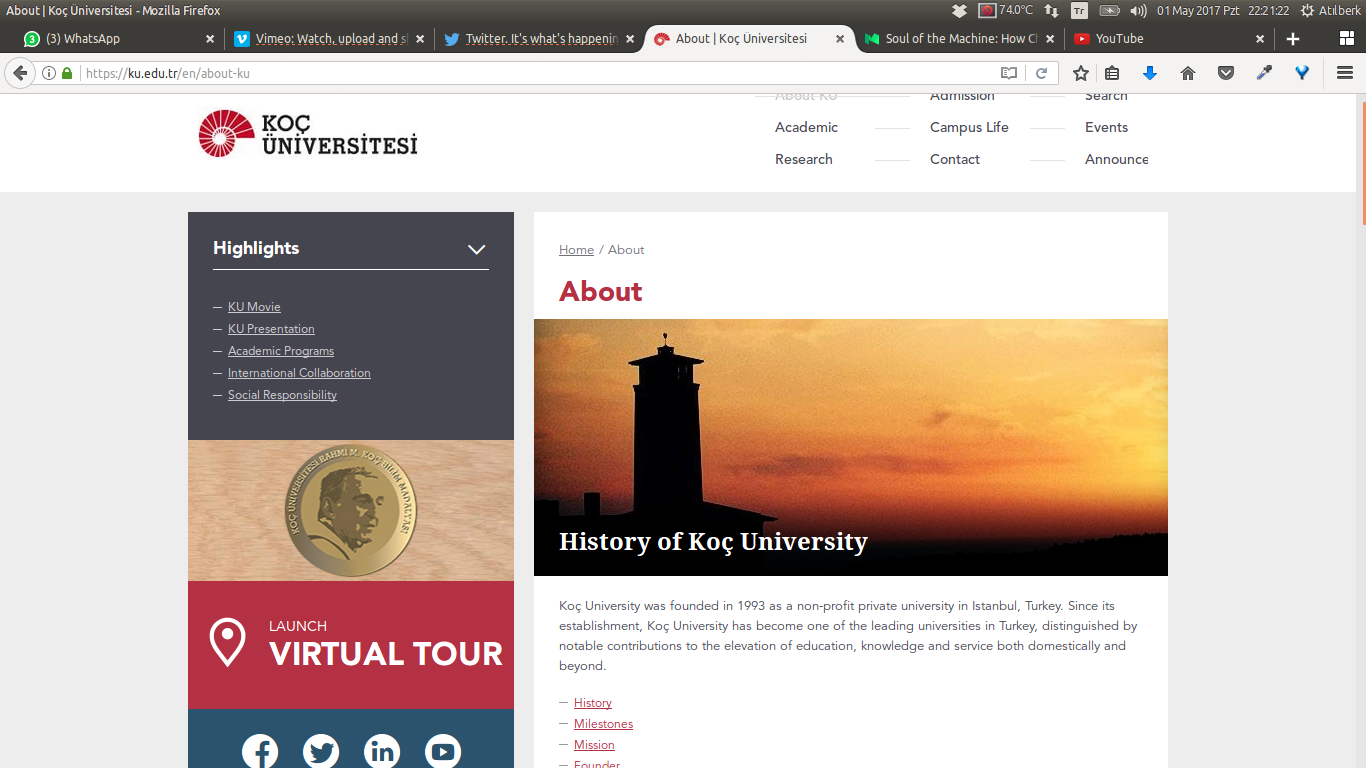 About | Koç Üniversitesi - Mozilla Firefox
74.0°C
Tr
01 May 2017 Pzt 22:21:22
Atılberk
3
(3) WhatsApp
Vimeo: Watch, upload and s
Twitter. It's what's happenin
About | Koç Üniversitesi
Soul of the Machine: How C
YouTube
https://ku.edu.tr/en/about-ku
KOÇ
ÜNİVERSİTESİ
About KU
Admission
Search
Academic
Campus Life
Events
Research
Contact
Announce
Highlights
KU Movie
KU Presentation
Academic Programs
International Collaboration
Social Responsibility
KOÇ ÜNİVERSİTESİ RAHMİ M. KOÇ BİLİM MADALYASI
LAUNCH
VIRTUAL TOUR
Home / About
About
History of Koç University
Koç University was founded in 1993 as a non-profit private university in Istanbul, Turkey. Since its
establishment, Koç University has become one of the leading universities in Turkey, distinguished by
notable contributions to the elevation of education, knowledge and service both domestically and
beyond.
History
Milestones
Mission
Founder